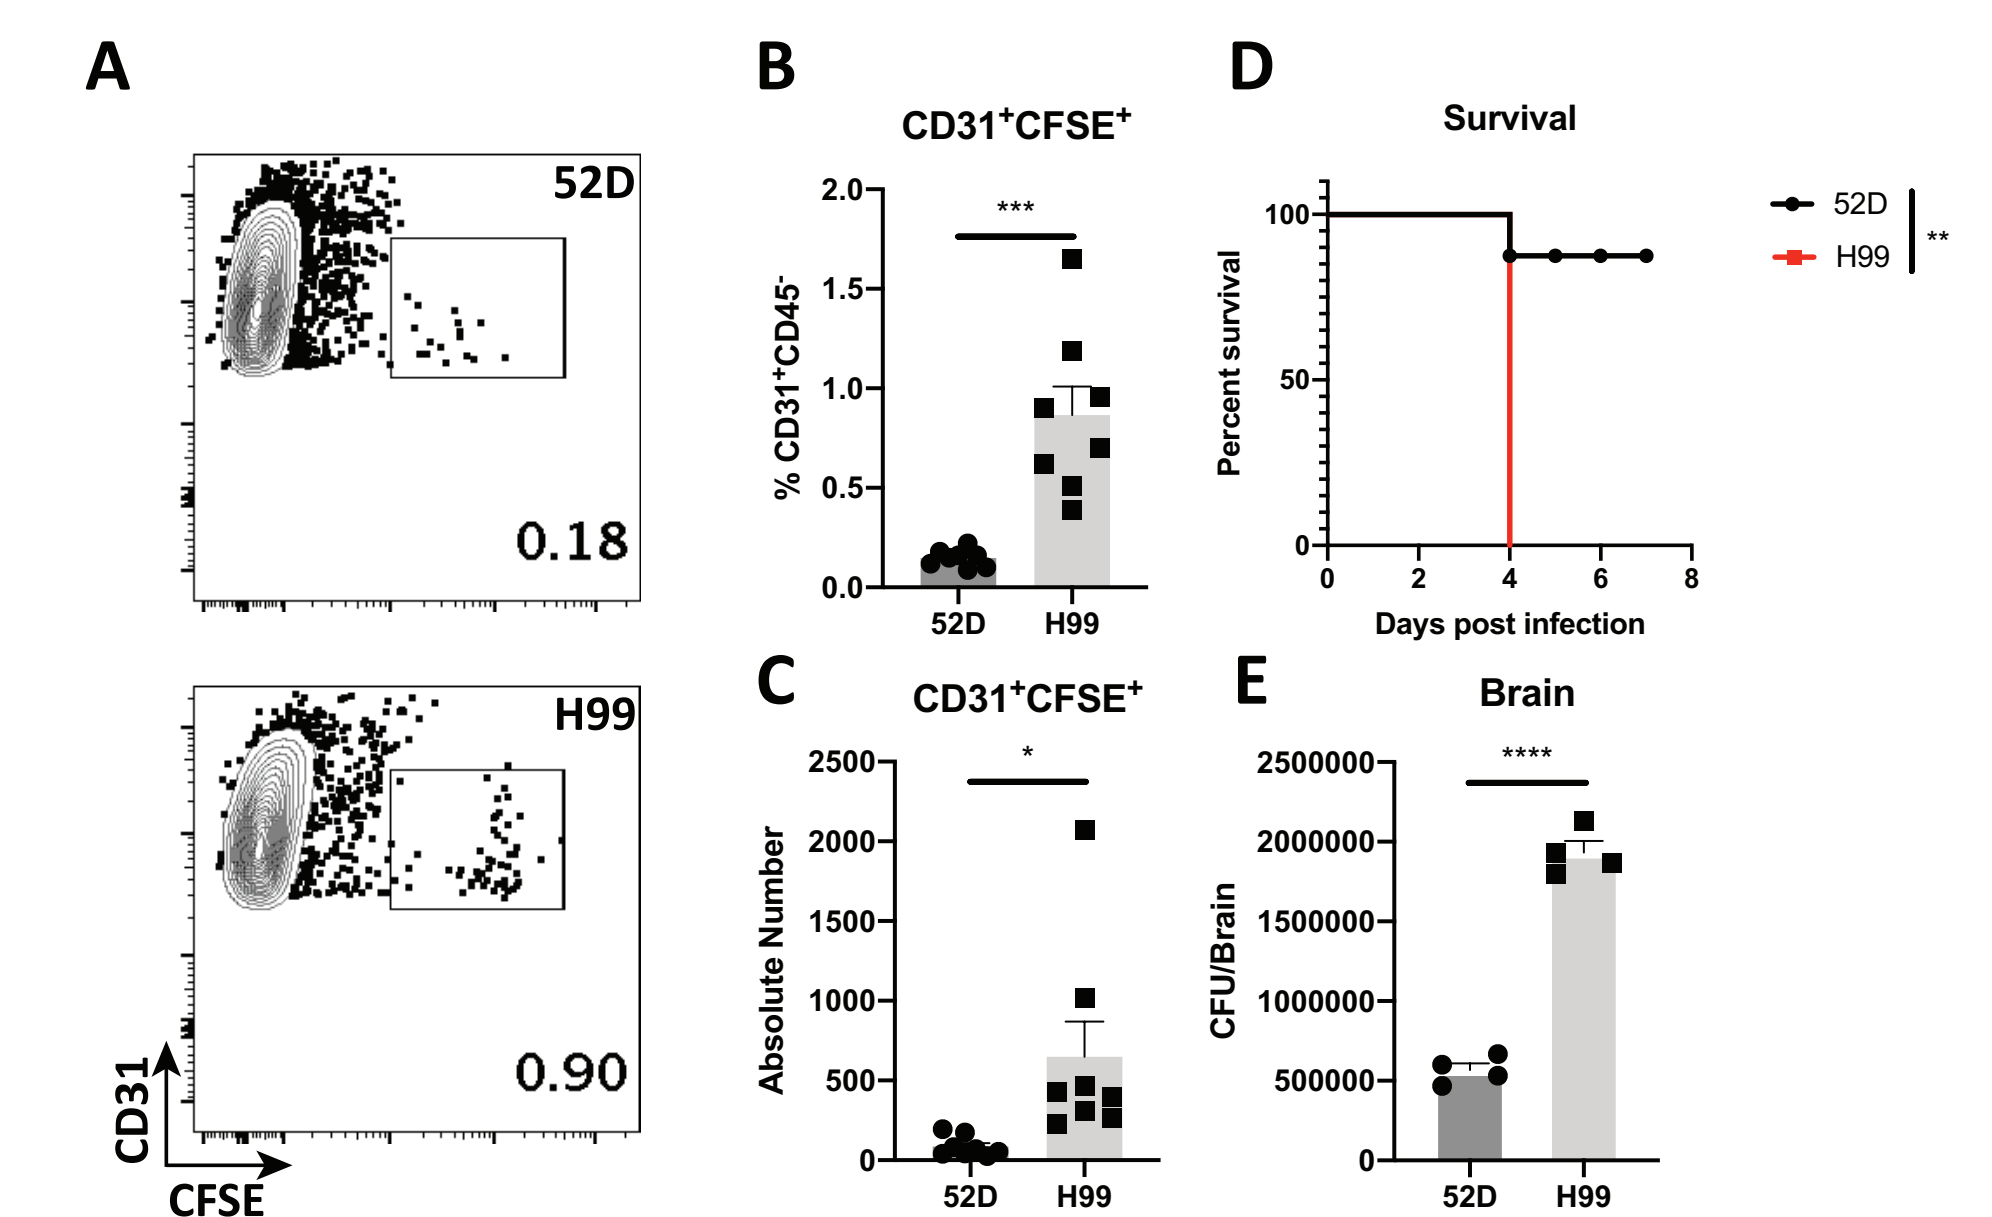 A
52D
0.18
H99
0.90
CD31
CFSE
B
CD31⁺CFSE⁺
***
% CD31⁺CD45⁻
2.0
1.5
1.0
0.5
0.0
52D
H99
C
CD31⁺CFSE⁺
*
Absolute Number
2500
2000
1500
1000
500
0
52D
H99
D
Survival
Percent survival
100
50
0
0 2 4 6 8
Days post infection
52D
H99
**
E
Brain
****
CFU/Brain
2500000
2000000
1500000
1000000
500000
0
52D
H99